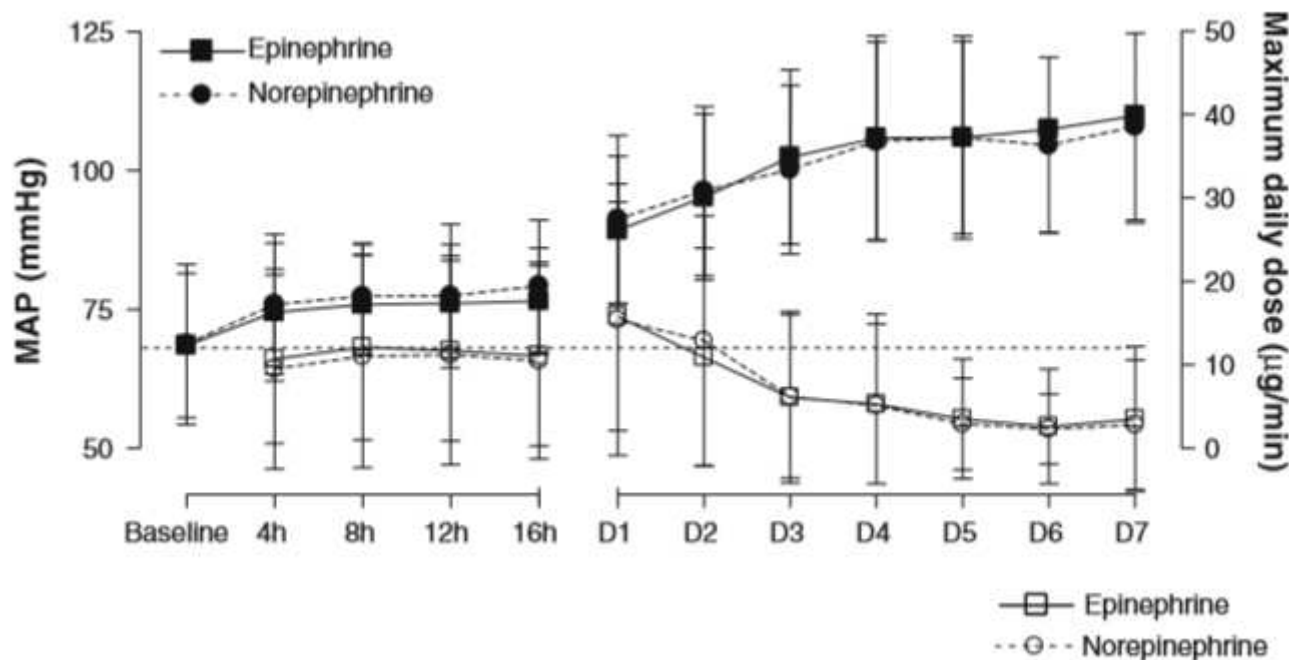 125
50
Epinephrine
Norepinephrine
40
100
30
MAP (mmHg)
Maximum daily dose (μg/min)
20
75
10
50
0
Baseline 4h 8h 12h 16h D1 D2 D3 D4 D5 D6 D7
Epinephrine
Norepinephrine